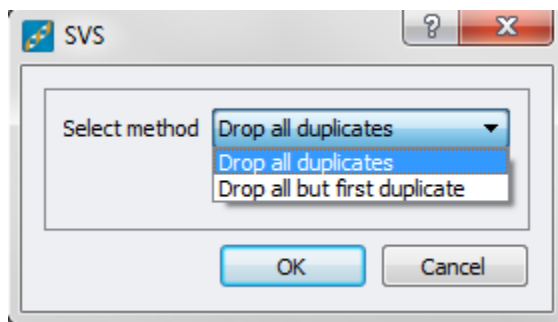 SVS
Select method Drop all duplicates
Drop all duplicates
Drop all but first duplicate
OK Cancel